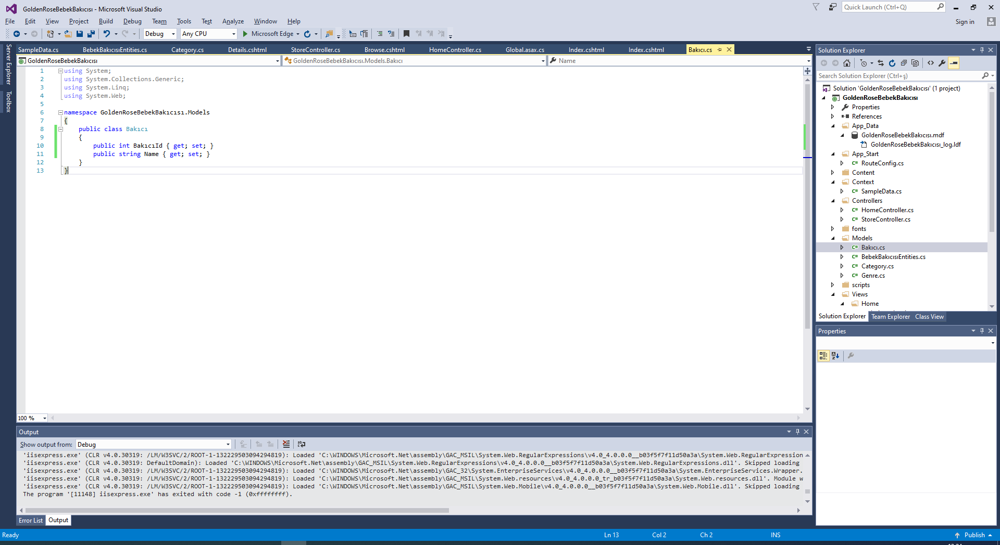 GoldenRoseBebekBakıcısı - Microsoft Visual Studio
Quick Launch (Ctrl+Q)
File Edit View Project Build Debug Team Tools Test Analyze Window Help
Sign in
Debug Any CPU Microsoft Edge
Server Explorer
Toolbox
SampleData.cs BebekBakıcısıEntities.cs Category.cs Details.cshtml StoreController.cs Browse.cshtml HomeController.cs Global.asax.cs Index.cshtml Index.cshtml Bakıcı.cs
GoldenRoseBebekBakıcısı GoldenRoseBebekBakıcısı.Models.Bakıcı Name
1 using System;
2 using System.Collections.Generic;
3 using System.Linq;
4 using System.Web;
5
6 namespace GoldenRoseBebekBakıcısı.Models
7 {
8 public class Bakıcı
9 {
10 public int BakıcıId { get; set; }
11 public string Name { get; set; }
12 }
13 }
100 %
Output
Show output from: Debug
'iisexpress.exe' (CLR v4.0.30319: /LM/W3SVC/2/ROOT-1-132229503094294819): Loaded 'C:\WINDOWS\Microsoft.Net\assembly\GAC_MSIL\System.Web.RegularExpressions\v4.0_4.0.0.0__b03f5f7f11d50a3a\System.Web.RegularExpression
'iisexpress.exe' (CLR v4.0.30319: DefaultDomain): Loaded 'C:\WINDOWS\Microsoft.Net\assembly\GAC_MSIL\System.Web.RegularExpressions\v4.0_4.0.0.0__b03f5f7f11d50a3a\System.Web.RegularExpressions.dll'. Skipped loading
'iisexpress.exe' (CLR v4.0.30319: /LM/W3SVC/2/ROOT-1-132229503094294819): Loaded 'C:\WINDOWS\Microsoft.Net\assembly\GAC_32\System.EnterpriseServices\v4.0_4.0.0.0__b03f5f7f11d50a3a\System.EnterpriseServices.Wrapper.
'iisexpress.exe' (CLR v4.0.30319: /LM/W3SVC/2/ROOT-1-132229503094294819): Loaded 'C:\WINDOWS\Microsoft.Net\assembly\GAC_MSIL\System.Web.resources\v4.0_4.0.0.0_tr_b03f5f7f11d50a3a\System.Web.resources.dll'. Module w
'iisexpress.exe' (CLR v4.0.30319: /LM/W3SVC/2/ROOT-1-132229503094294819): Loaded 'C:\WINDOWS\Microsoft.Net\assembly\GAC_MSIL\System.Web.Mobile\v4.0_4.0.0.0__b03f5f7f11d50a3a\System.Web.Mobile.dll'. Skipped loading
The program '[11148] iisexpress.exe' has exited with code -1 (0xffffffff).
Error List Output
Solution Explorer
Search Solution Explorer (Ctrl+ş)
Solution 'GoldenRoseBebekBakıcısı' (1 project)
GoldenRoseBebekBakıcısı
Properties
References
App_Data
GoldenRoseBebekBakıcısı.mdf
GoldenRoseBebekBakıcısı_log.ldf
App_Start
C# RouteConfig.cs
Content
Context
C# SampleData.cs
Controllers
C# HomeController.cs
C# StoreController.cs
fonts
Models
C# Bakıcı.cs
C# BebekBakıcısıEntities.cs
C# Category.cs
C# Genre.cs
scripts
Views
Home
Solution Explorer Team Explorer Class View
Properties
Ready Ln 13 Col 2 Ch 2 INS Publish